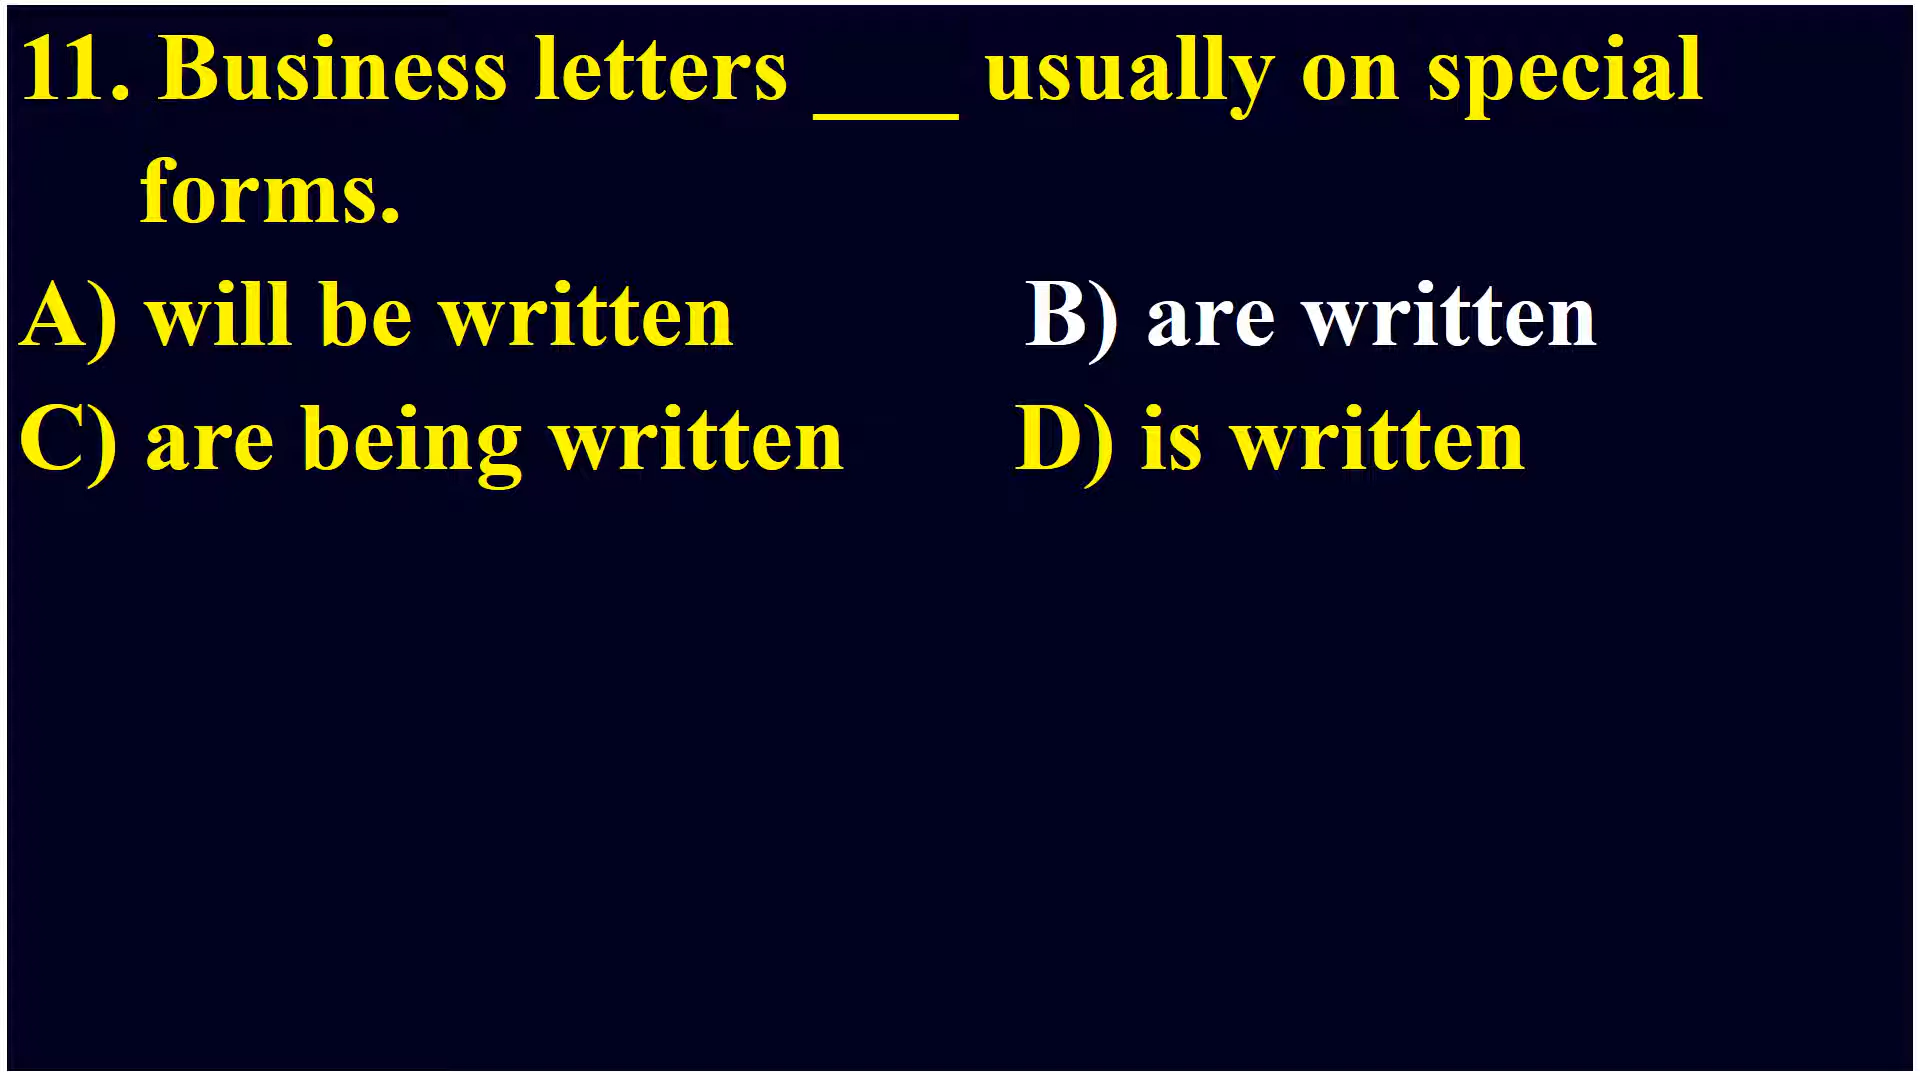 11. Business letters ___ usually on special
forms.
A) will be written B) are written
C) are being written D) is written